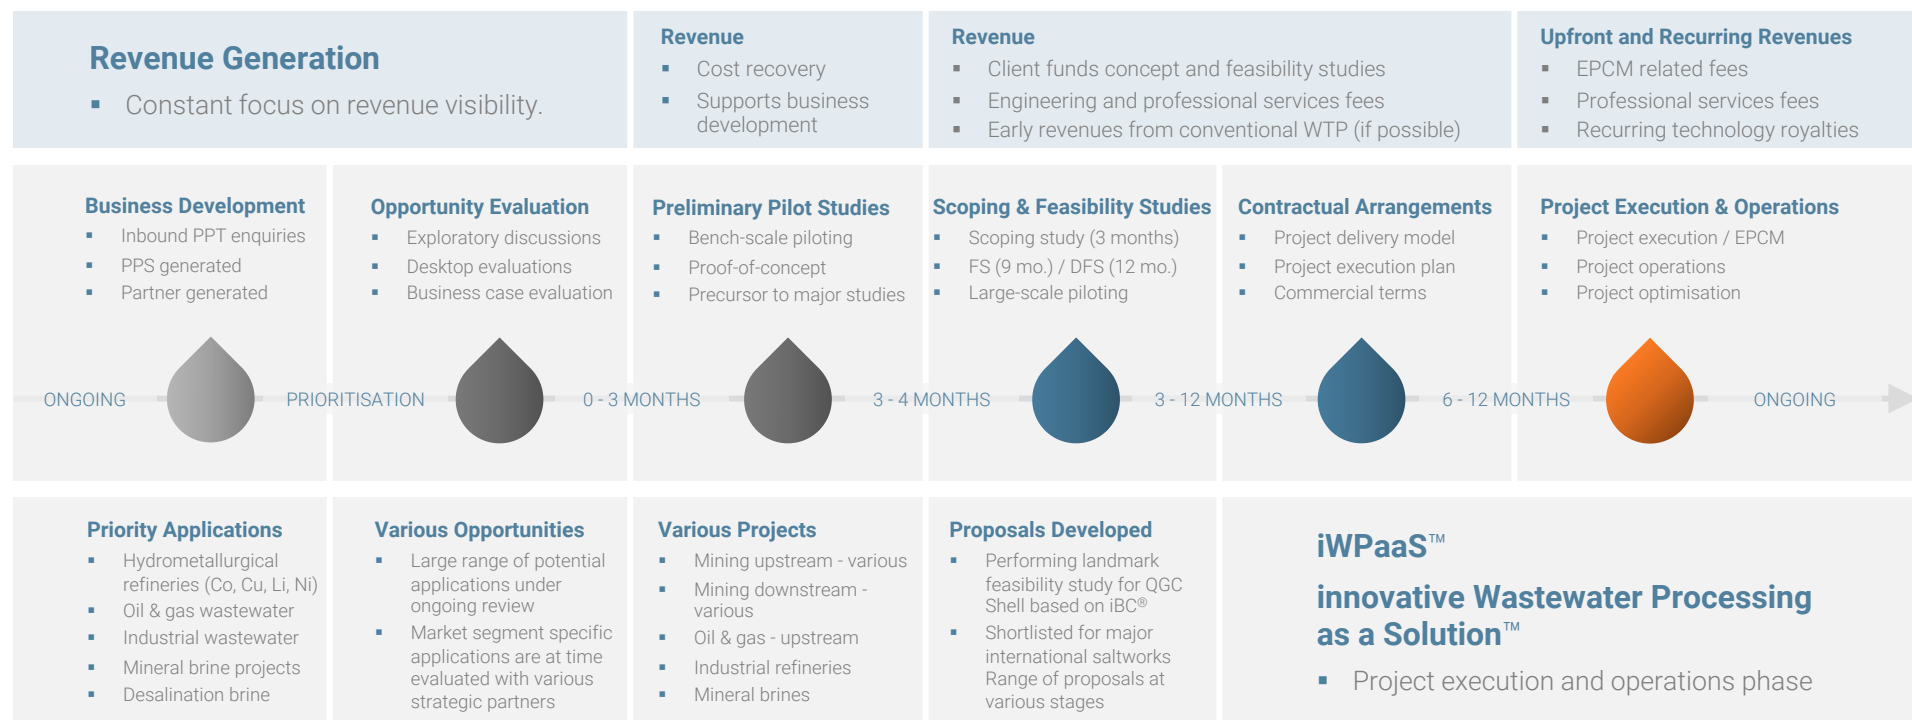 Revenue Generation
▪ Constant focus on revenue visibility.
Revenue
▪ Cost recovery
▪ Supports business
development
Revenue
▪ Client funds concept and feasibility studies
▪ Engineering and professional services fees
▪ Early revenues from conventional WTP (if possible)
Upfront and Recurring Revenues
▪ EPCM related fees
▪ Professional services fees
▪ Recurring technology royalties
Business Development
▪ Inbound PPT enquiries
▪ PPS generated
▪ Partner generated
Opportunity Evaluation
▪ Exploratory discussions
▪ Desktop evaluations
▪ Business case evaluation
Preliminary Pilot Studies
▪ Bench-scale piloting
▪ Proof-of-concept
▪ Precursor to major studies
Scoping & Feasibility Studies
▪ Scoping study (3 months)
▪ FS (9 mo.) / DFS (12 mo.)
▪ Large-scale piloting
Contractual Arrangements
▪ Project delivery model
▪ Project execution plan
▪ Commercial terms
Project Execution & Operations
▪ Project execution / EPCM
▪ Project operations
▪ Project optimisation
ONGOING
PRIORITISATION
0 - 3 MONTHS
3 - 4 MONTHS
3 - 12 MONTHS
6 - 12 MONTHS
ONGOING
Priority Applications
▪ Hydrometallurgical
refineries (Co, Cu, Li, Ni)
▪ Oil & gas wastewater
▪ Industrial wastewater
▪ Mineral brine projects
▪ Desalination brine
Various Opportunities
▪ Large range of potential
applications under
ongoing review
▪ Market segment specific
applications are at time
evaluated with various
strategic partners
Various Projects
▪ Mining upstream - various
▪ Mining downstream -
various
▪ Oil & gas - upstream
▪ Industrial refineries
▪ Mineral brines
Proposals Developed
▪ Performing landmark
feasibility study for QGC
Shell based on iBC®
▪ Shortlisted for major
international saltworks
Range of proposals at
various stages
iWPaaS™
innovative Wastewater Processing
as a Solution™
▪ Project execution and operations phase